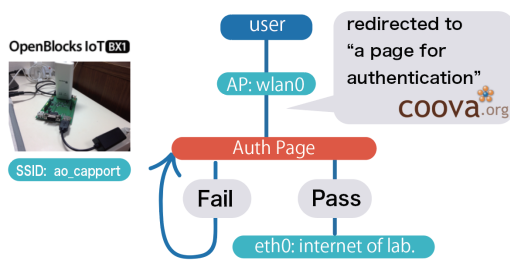 OpenBlocks IoT BX1
SSID: ao_capport
user
AP: wlan0
redirected to
“a page for
authentication”
coova.org
Auth Page
Fail
Pass
eth0: internet of lab.